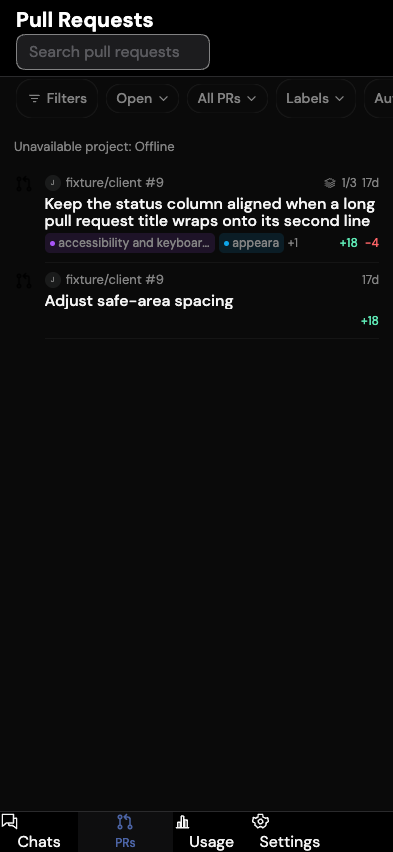 Pull Requests
Search pull requests
Filters Open All PRs Labels Au
Unavailable project: Offline
J fixture/client #9 1/3 17d
Keep the status column aligned when a long
pull request title wraps onto its second line
accessibility and keyboar... appeara +1 +18 -4
J fixture/client #9 17d
Adjust safe-area spacing
+18
Chats PRs Usage Settings